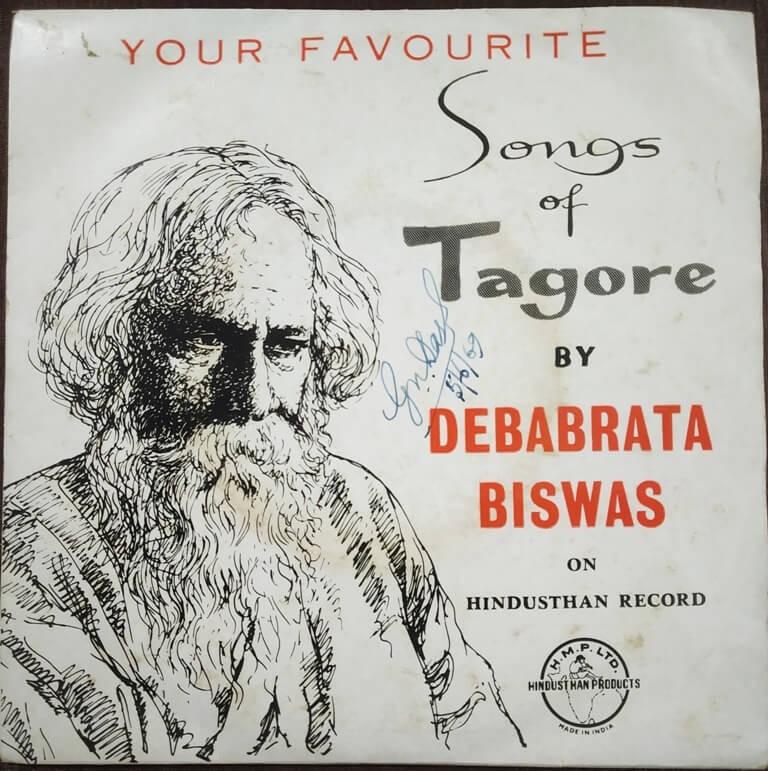 YOUR FAVOURITE
Songs
of
Tagore
BY
DEBABRATA
BISWAS
ON
HINDUSTHAN RECORD
H.M.P. LTD.
HINDUSTHAN PRODUCTS
MADE IN INDIA